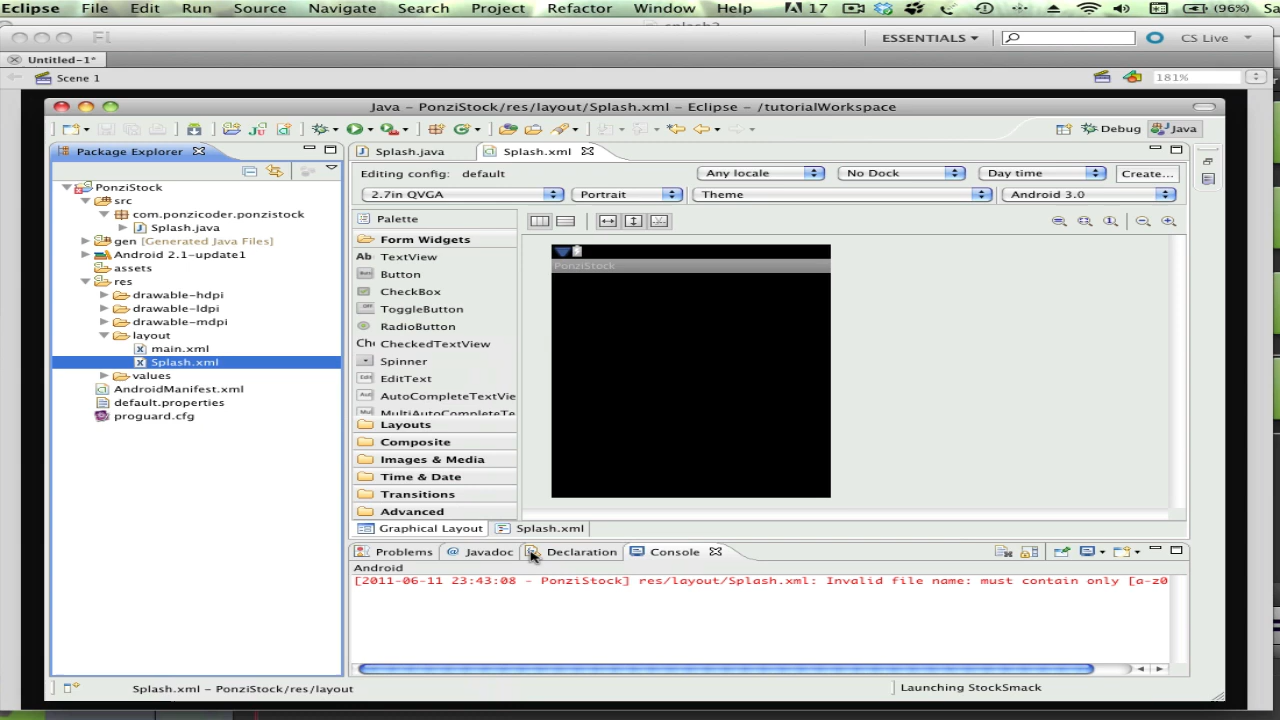 Eclipse File Edit Run Source Navigate Search Project Refactor Window Help 17 (96%) Sa
ESSENTIALS CS Live
Untitled-1*
Scene 1 181%
Java – PonziStock/res/layout/Splash.xml – Eclipse – /tutorialWorkspace
Debug Java
Package Explorer
PonziStock
src
com.ponzicoder.ponzistock
Splash.java
gen [Generated Java Files]
Android 2.1-update1
assets
res
drawable-hdpi
drawable-ldpi
drawable-mdpi
layout
main.xml
Splash.xml
values
AndroidManifest.xml
default.properties
proguard.cfg
Splash.java Splash.xml
Editing config: default Any locale No Dock Day time Create...
2.7in QVGA Portrait Theme Android 3.0
Palette
Form Widgets
Ab TextView
Button
CheckBox
ToggleButton
RadioButton
CheckedTextView
Spinner
EditText
AutoCompleteTextVie
MultiAutoCompleteTe
Layouts
Composite
Images & Media
Time & Date
Transitions
Advanced
PonziStock
Graphical Layout Splash.xml
Problems @ Javadoc Declaration Console
Android
[2011-06-11 23:43:08 - PonziStock] res/layout/Splash.xml: Invalid file name: must contain only [a-z0
Splash.xml – PonziStock/res/layout Launching StockSmack